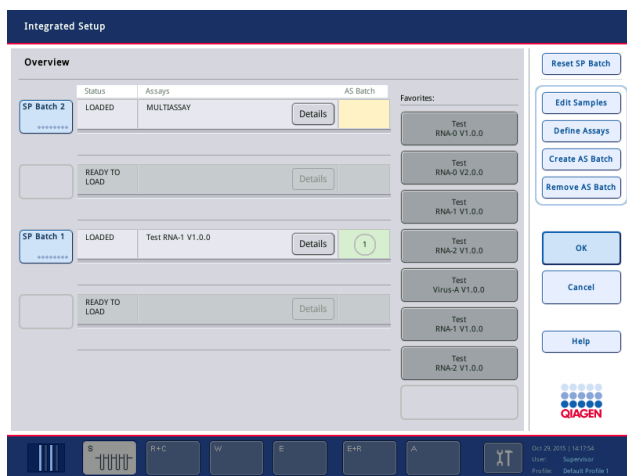 Integrated Setup
Overview
Status Assays AS Batch
SP Batch 2 LOADED MULTIASSAY Details
READY TO
LOAD Details
SP Batch 1 LOADED Test RNA-1 V1.0.0 Details 1
READY TO
LOAD Details
Favorites:
Test
RNA-0 V1.0.0
Test
RNA-0 V2.0.0
Test
RNA-1 V1.0.0
Test
RNA-2 V1.0.0
Test
Virus-A V1.0.0
Test
RNA-1 V1.0.0
Test
RNA-2 V1.0.0
Reset SP Batch
Edit Samples
Define Assays
Create AS Batch
Remove AS Batch
OK
Cancel
Help
QIAGEN
S R+C W E E+R A
Oct 29, 2015 | 14:17:54
User: Supervisor
Profile: Default Profile 1